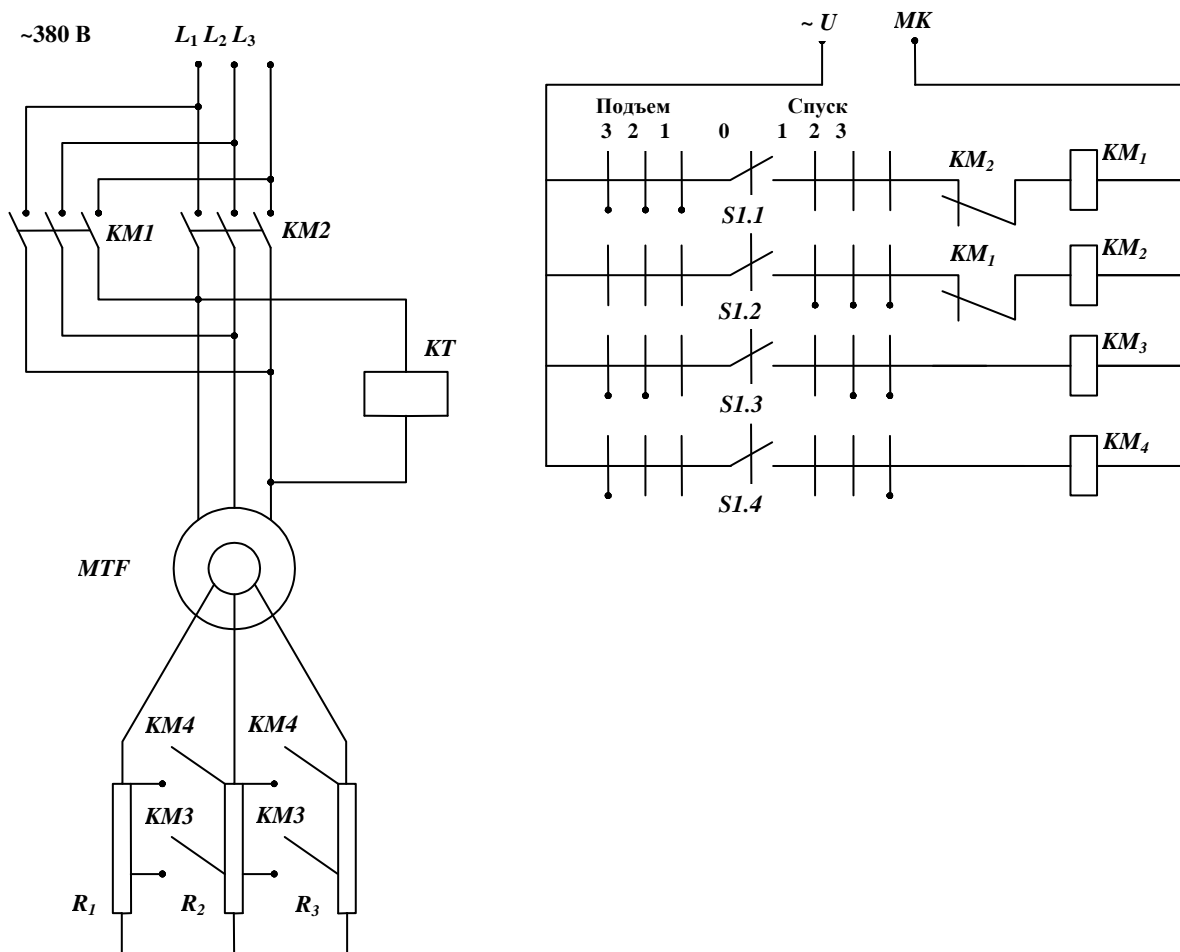 ~380 В
L1 L2 L3
KM1
KM2
KT
MTF
KM4
KM4
KM3
KM3
R1
R2
R3
~ U
MK
Подъем
Спуск
3 2 1 0 1 2 3
KM2
KM1
S1.1
KM1
KM2
S1.2
KM3
S1.3
KM4
S1.4